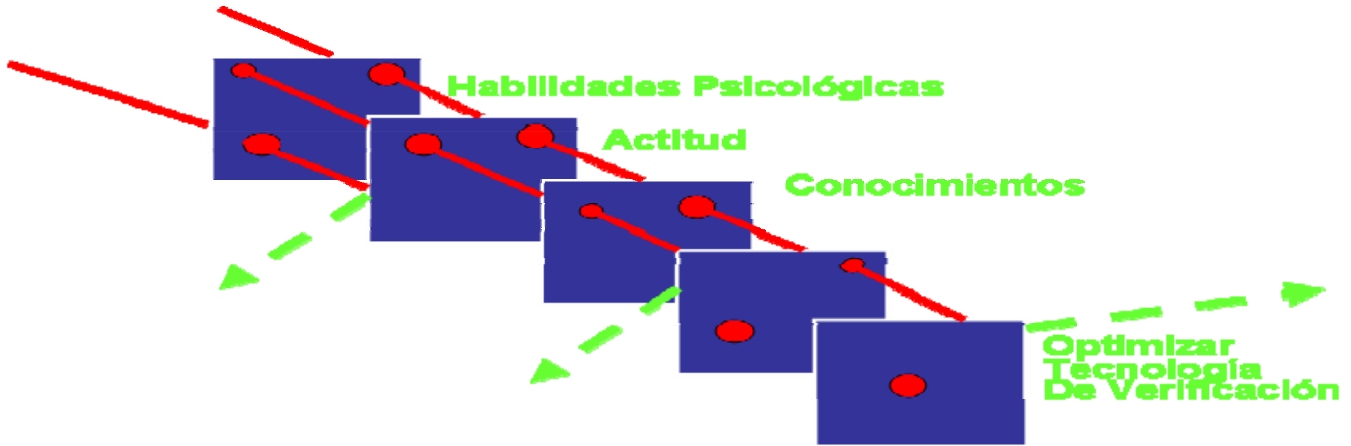 Habilidades Psicológicas
Actitud
Conocimientos
Optimizar
Tecnología
De Verificación